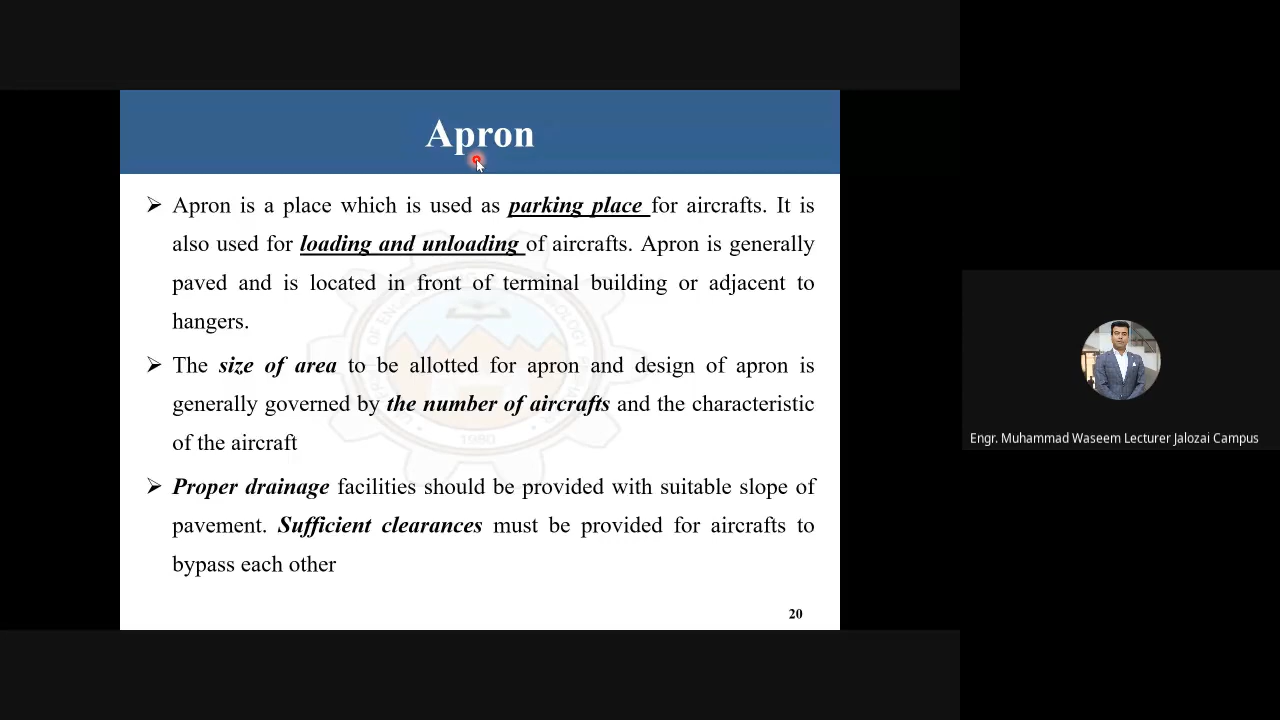 Apron
➢ Apron is a place which is used as parking place for aircrafts. It is
also used for loading and unloading of aircrafts. Apron is generally
paved and is located in front of terminal building or adjacent to
hangers.
➢ The size of area to be allotted for apron and design of apron is
generally governed by the number of aircrafts and the characteristic
of the aircraft
➢ Proper drainage facilities should be provided with suitable slope of
pavement. Sufficient clearances must be provided for aircrafts to
bypass each other
1980
20
Engr. Muhammad Waseem Lecturer Jalozai Campus